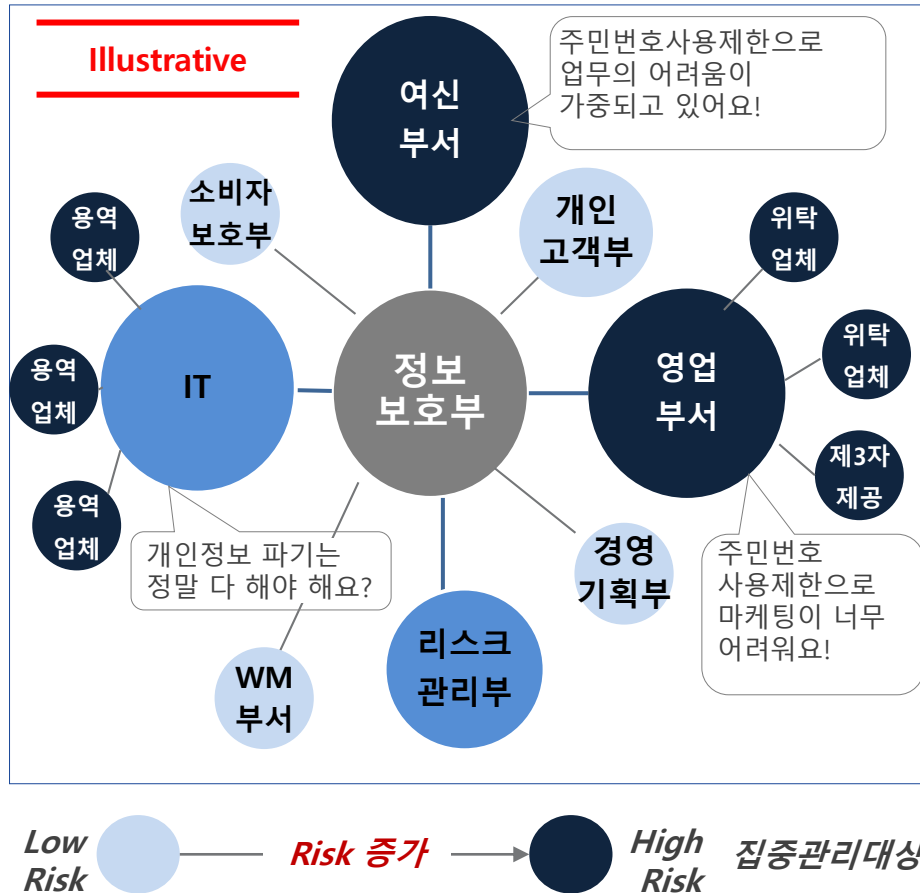 Illustrative
주민번호사용제한으로
업무의 어려움이
가중되고 있어요!
여신
부서
소비자
보호부
개인
고객부
용역
업체
위탁
업체
용역
업체
IT
정보
보호부
영업
부서
위탁
업체
용역
업체
제3자
제공
개인정보 파기는
정말 다 해야 해요?
경영
기획부
주민번호
사용제한으로
마케팅이 너무
어려워요!
WM
부서
리스크
관리부
Low
Risk
Risk 증가
High
Risk
집중관리대상